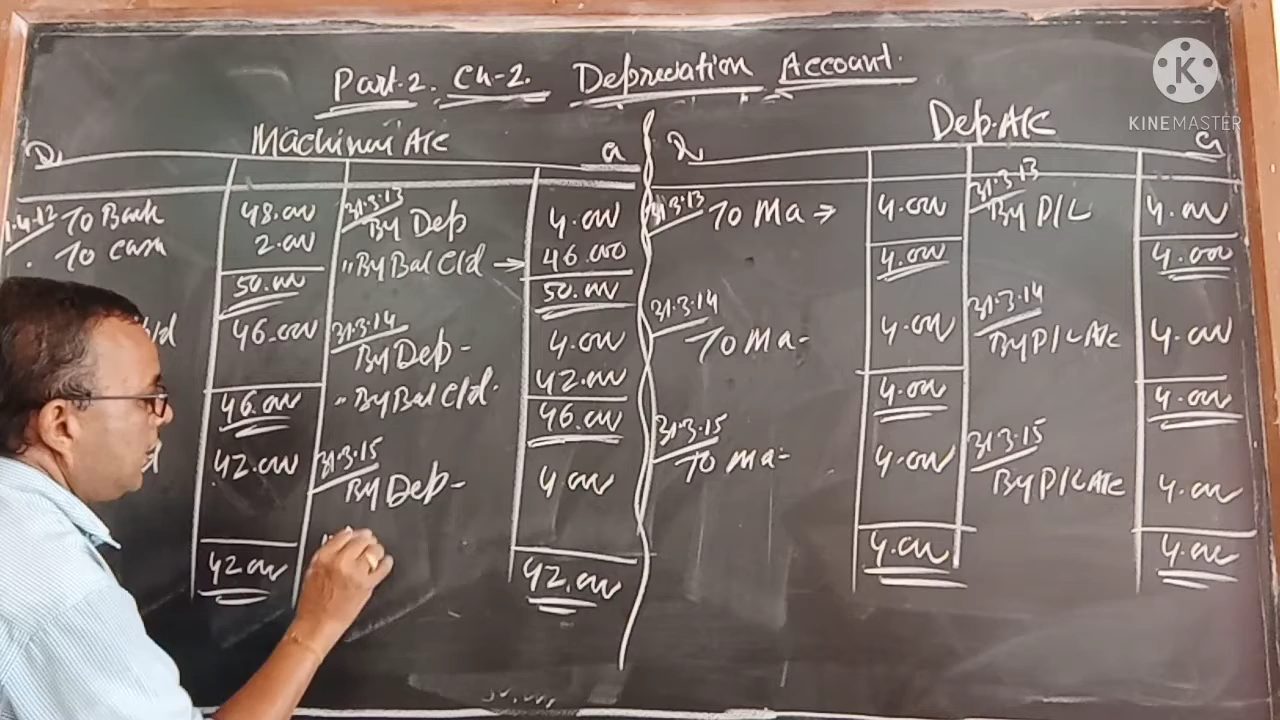 Part.2. Ch-2. Depreciation Account.
KINEMASTER
Machinery A/c
Dr
Cr
1.4.12 To Bank 48.000 31.3.13 By Dep 4.000
To Cash 2.000 " By Bal C/d → 46.000
50.000 50.000
/d 46.000 31.3.14 By Dep - 4.000
" By Bal C/d. 42.000
46.000 46.000
d 42.000 31.3.15 By Dep - 4.000
42000 42.000
Dep. A/c
Dr
Cr
31.3.13 To Ma → 4.000 31.3.13 By P/L 4.000
4.000 4.000
31.3.14 To Ma - 4.000 31.3.14 By P/L A/c 4.000
4.000 4.000
31.3.15 To Ma - 4.000 31.3.15 By P/L A/c 4.000
4.000 4.000